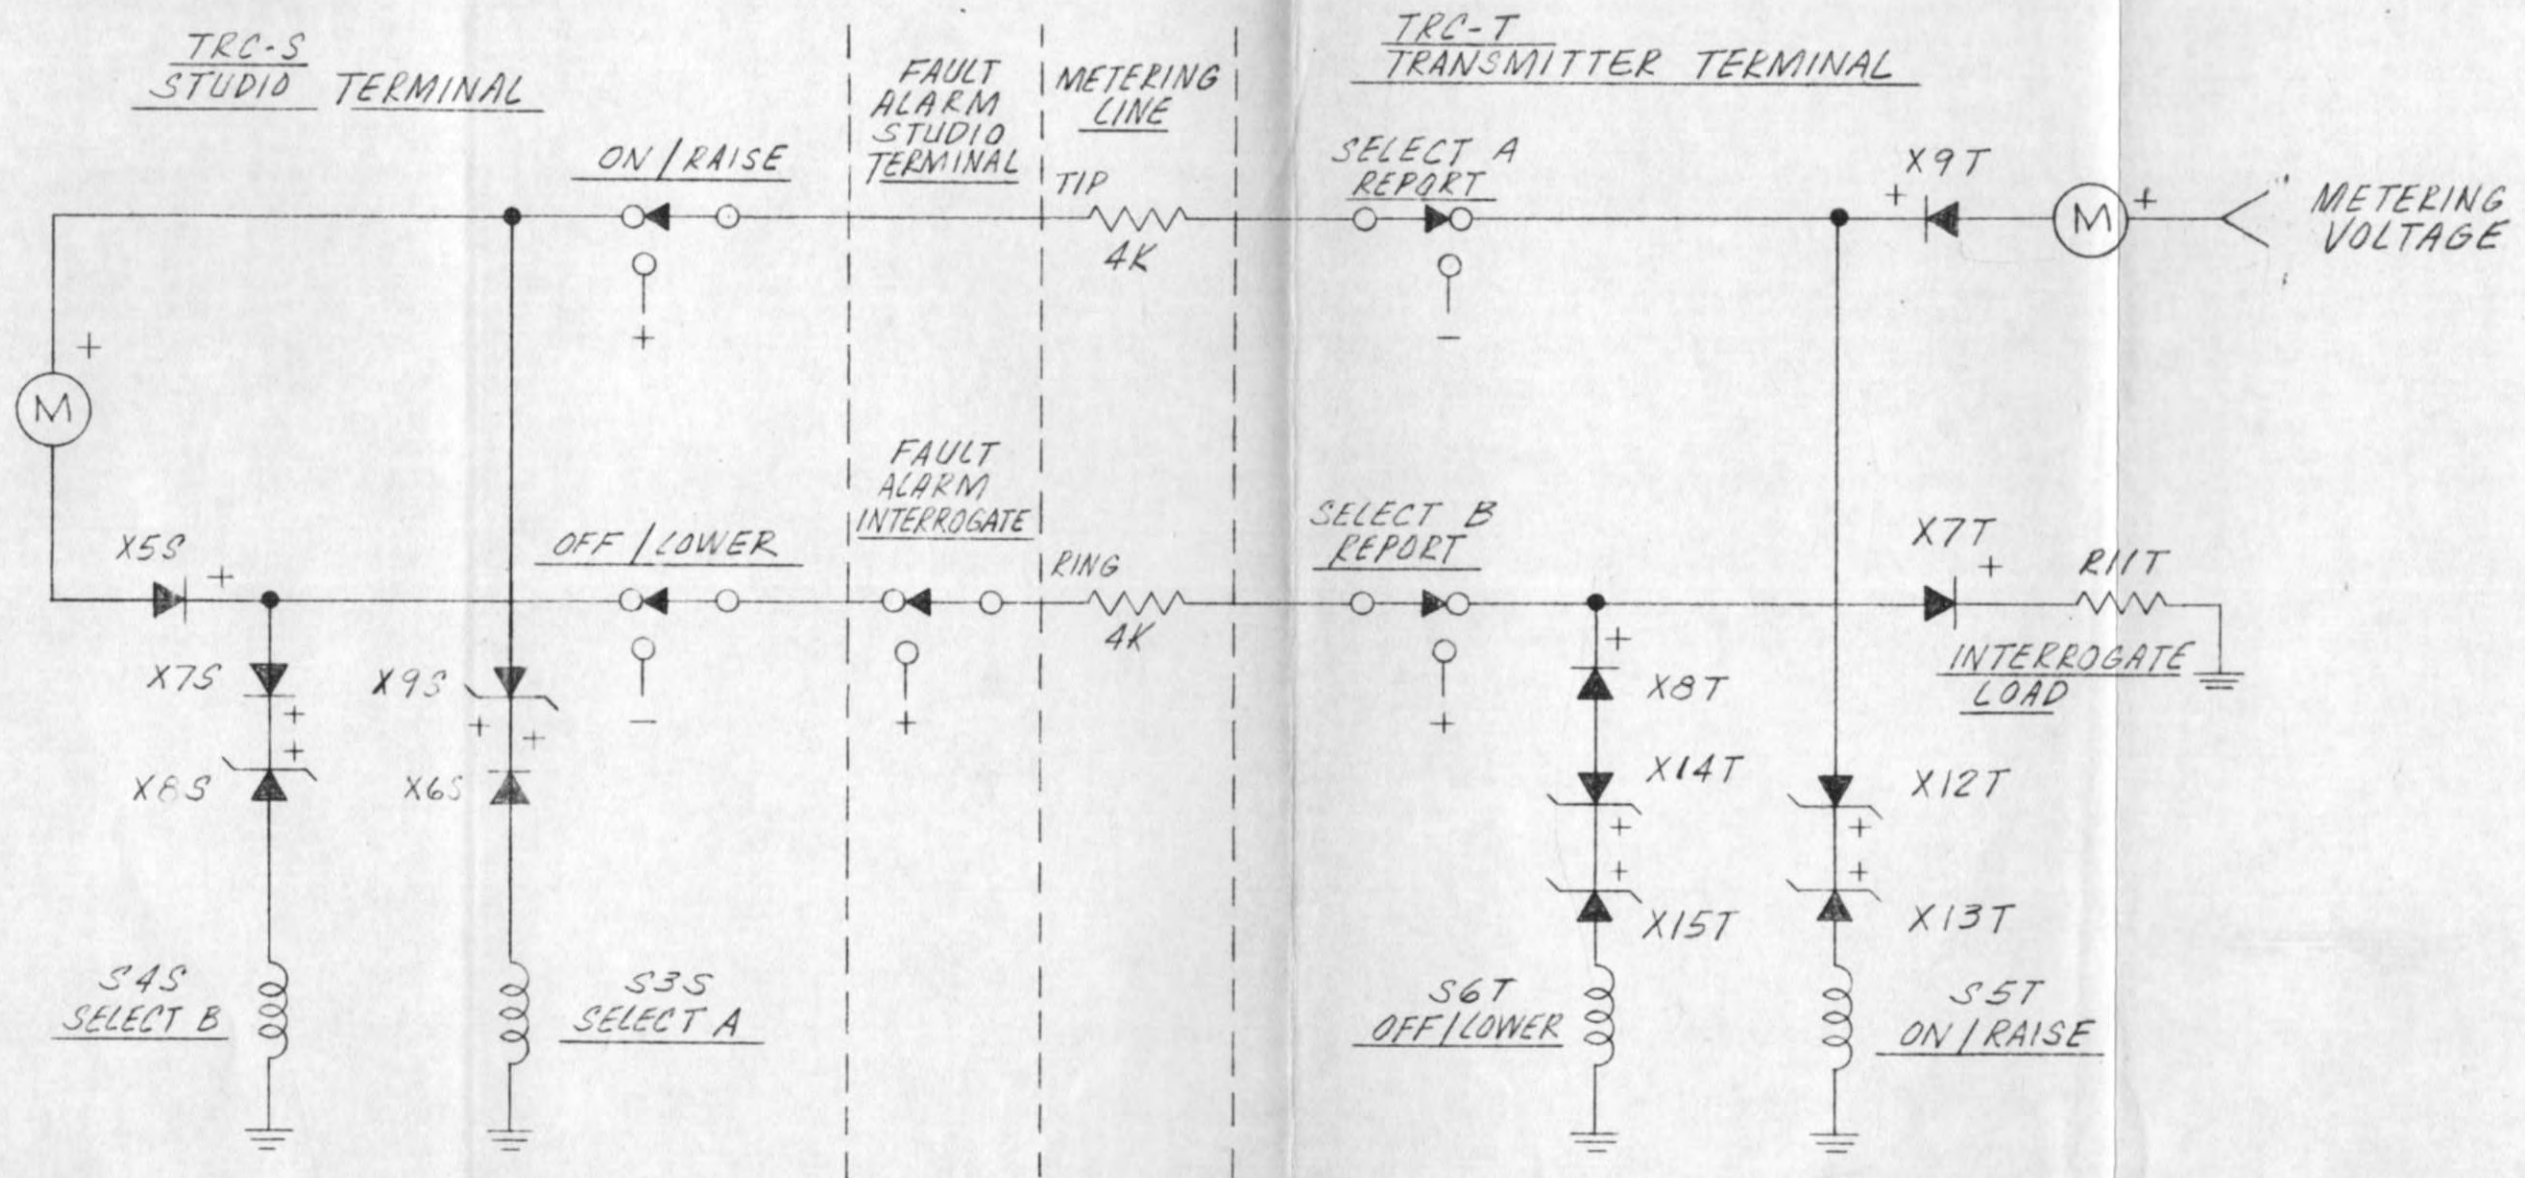 TRC-S
STUDIO TERMINAL
ON/RAISE
FAULT
ALARM
STUDIO
TERMINAL
METERING
LINE
TIP
4K
TRC-T
TRANSMITTER TERMINAL
SELECT A
REPORT
X9T
+
M
+
METERING
VOLTAGE
+
-
+
M
X5S
+
OFF/LOWER
FAULT
ALARM
INTERROGATE
RING
4K
SELECT B
REPORT
X7T
+
R11T
INTERROGATE
LOAD
X7S
+
+
X8S
X9S
+
+
X6S
-
+
+
+
X8T
X14T
+
+
X15T
X12T
+
+
X13T
S4S
SELECT B
S3S
SELECT A
S6T
OFF/LOWER
S5T
ON/RAISE